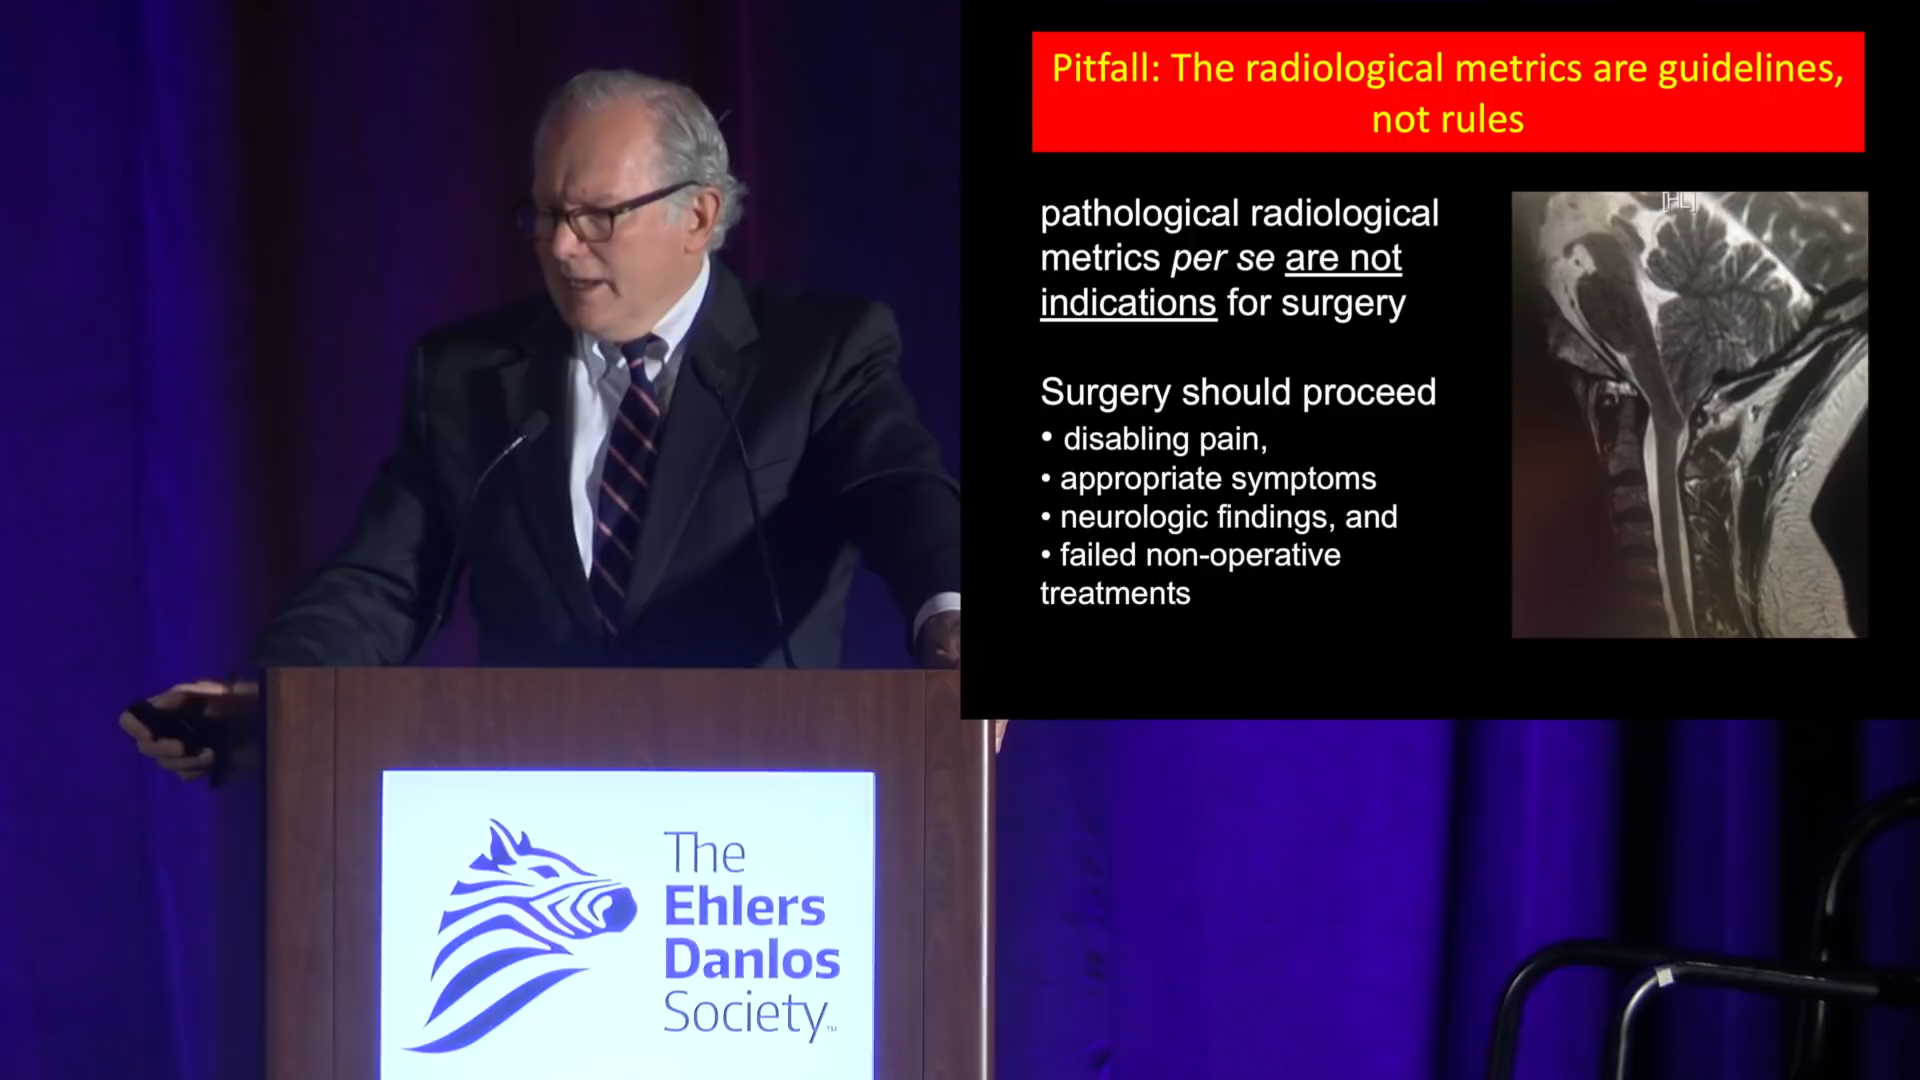 Pitfall: The radiological metrics are guidelines,
not rules
[HL]
pathological radiological
metrics per se are not
indications for surgery
Surgery should proceed
• disabling pain,
• appropriate symptoms
• neurologic findings, and
• failed non-operative
treatments
The
Ehlers
Danlos
Society™